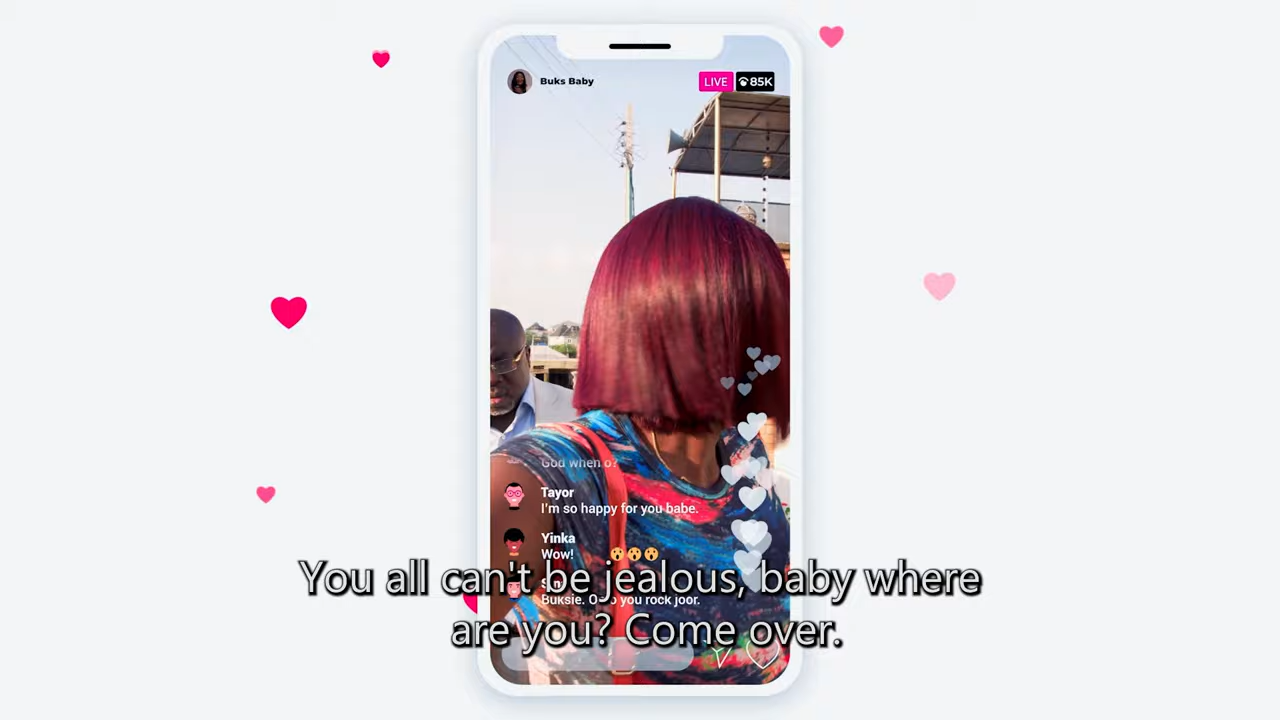 Buks Baby
LIVE
85K
God when o?
Tayor
I'm so happy for you babe.
Yinka
Wow! 😮😮😮
Buksie. you rock joor.
You all can't be jealous, baby where
are you? Come over.